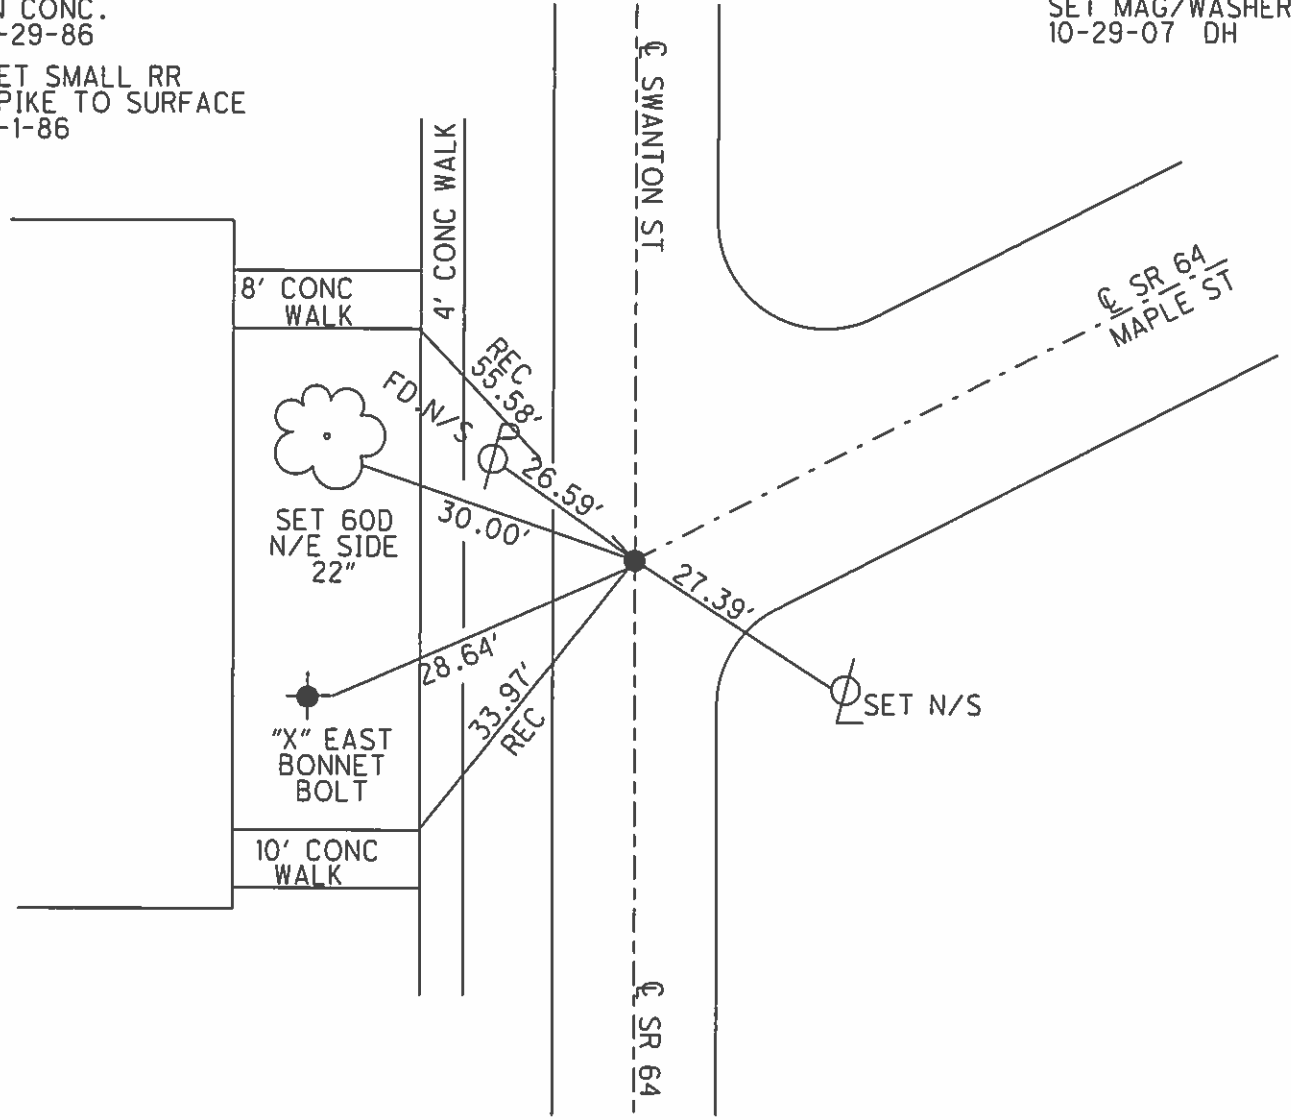 CONC.
-29-86
SMALL RR
TO SURFACE
-1-86
SET MAG/WASHER
10-29-07 DH
℄ SWANTON ST
4' CONC WALK
8' CONC
WALK
℄ SR 64
MAPLE ST
REC
55.58'
FD.N/S
26.59'
30.00'
SET 60D
N/E SIDE
22"
27.39'
28.64'
SET N/S
33.97'
REC
"X" EAST
BONNET
BOLT
10' CONC
WALK
℄ SR 64